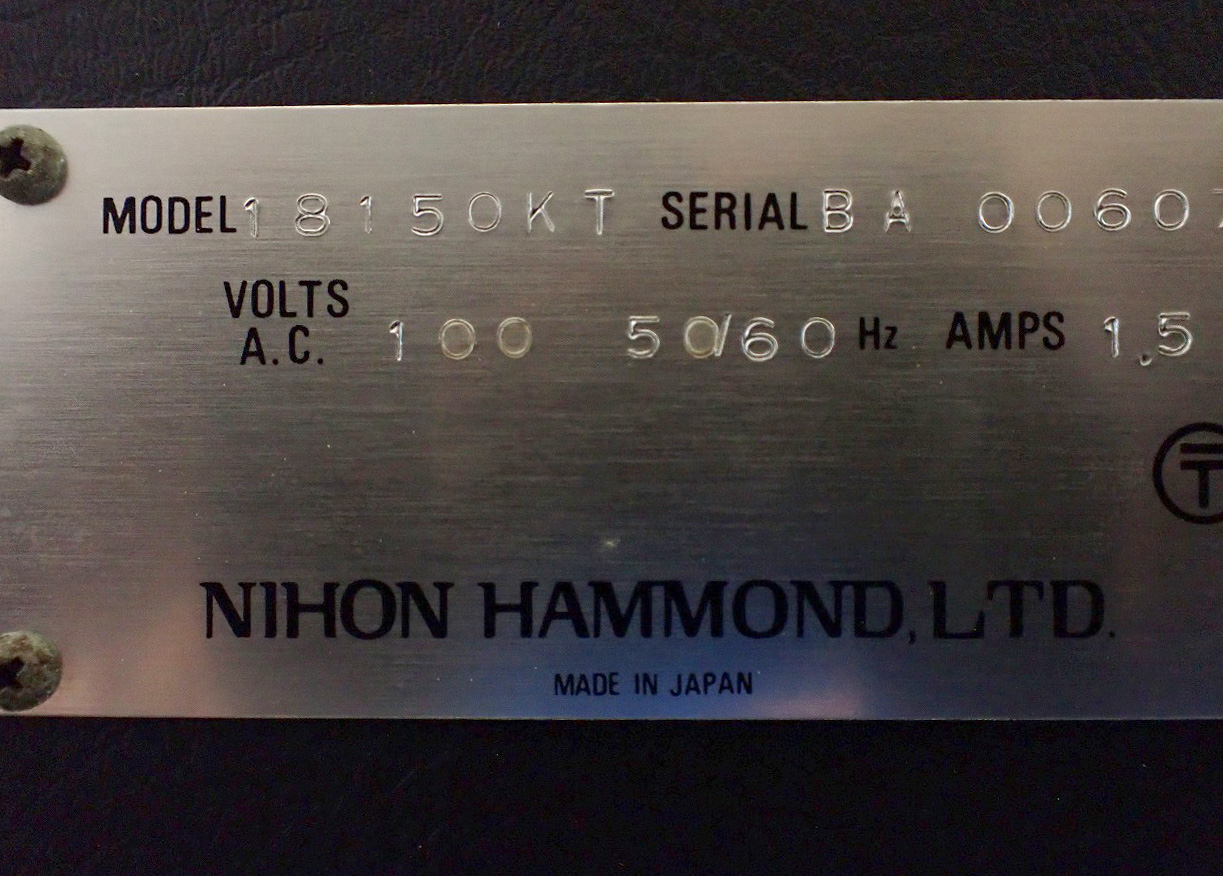 MODEL 18150KT SERIAL BA 0060
VOLTS
A.C. 100 50/60 Hz AMPS 1.5
〒
NIHON HAMMOND, LTD.
MADE IN JAPAN